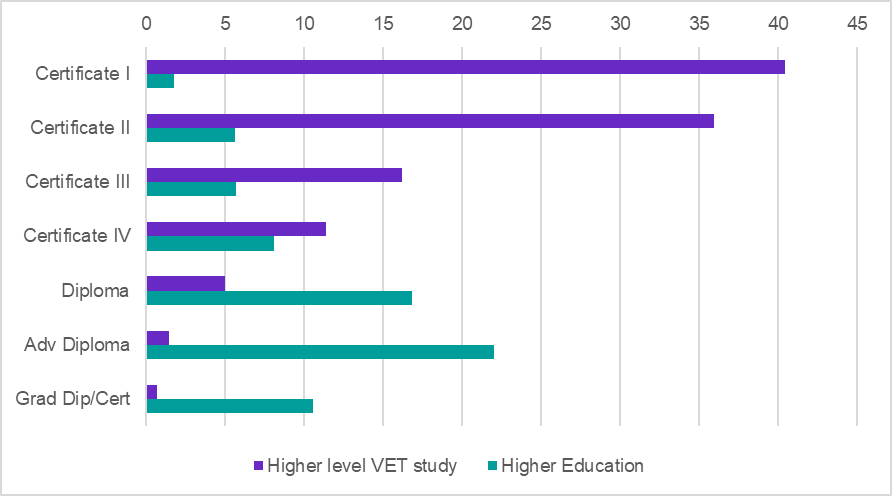 0 5 10 15 20 25 30 35 40 45
Certificate I
Certificate II
Certificate III
Certificate IV
Diploma
Adv Diploma
Grad Dip/Cert
Higher level VET study Higher Education